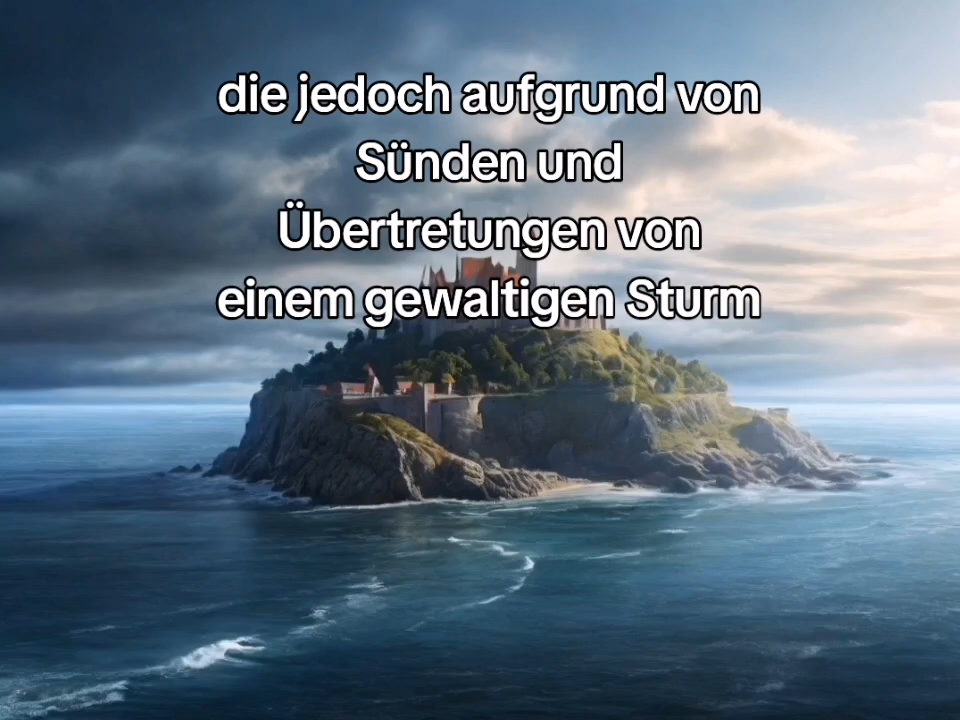 die jedoch aufgrund von
Sünden und
Übertretungen von
einem gewaltigen Sturm